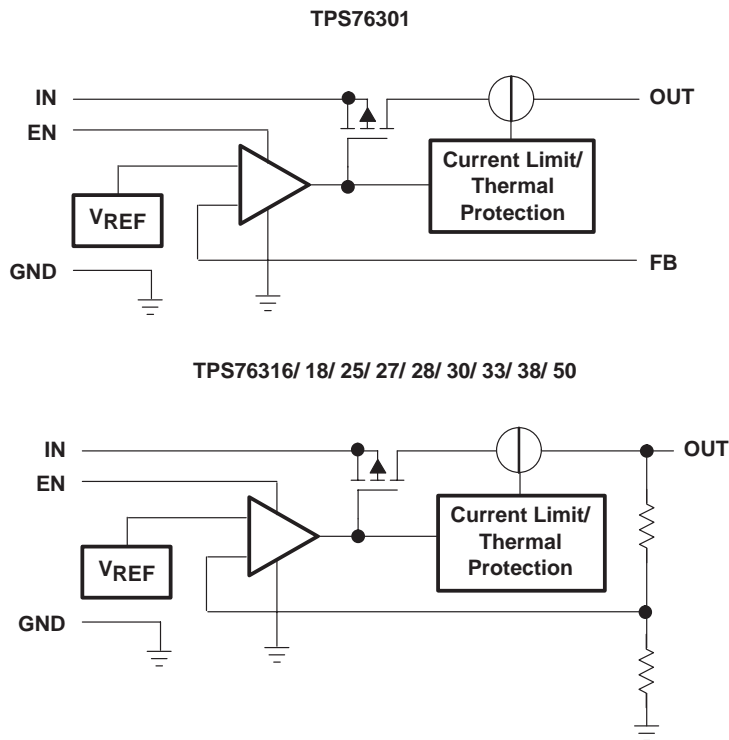 TPS76301
IN
OUT
EN
Current Limit/
Thermal
Protection
VREF
FB
GND
TPS76316/ 18/ 25/ 27/ 28/ 30/ 33/ 38/ 50
IN
OUT
EN
Current Limit/
Thermal
Protection
VREF
GND